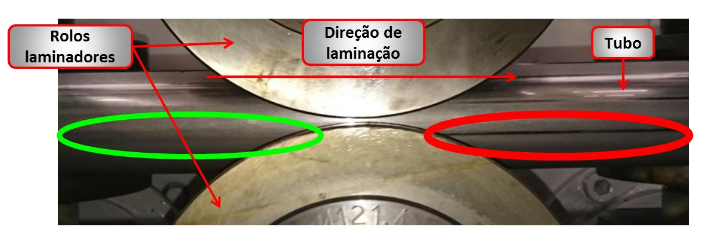 Rolos
laminadores
Direção de
laminação
Tubo